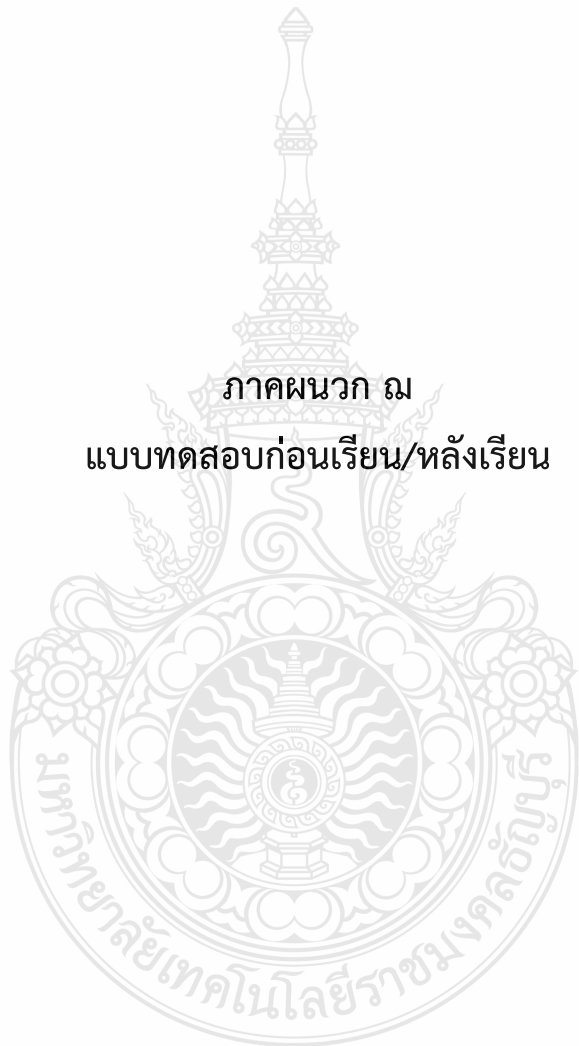 ภาคผนวก ฌ
แบบทดสอบก่อนเรียน/หลังเรียน
มหาวิทยาลัยเทคโนโลยีราชมงคลธัญบุรี